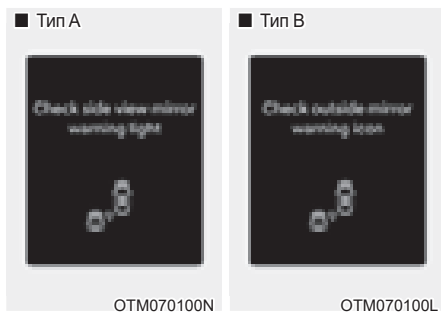 ■ Тип A
Check side view mirror
warning light
OTM070100N
■ Тип B
Check outside mirror
warning icon
OTM070100L